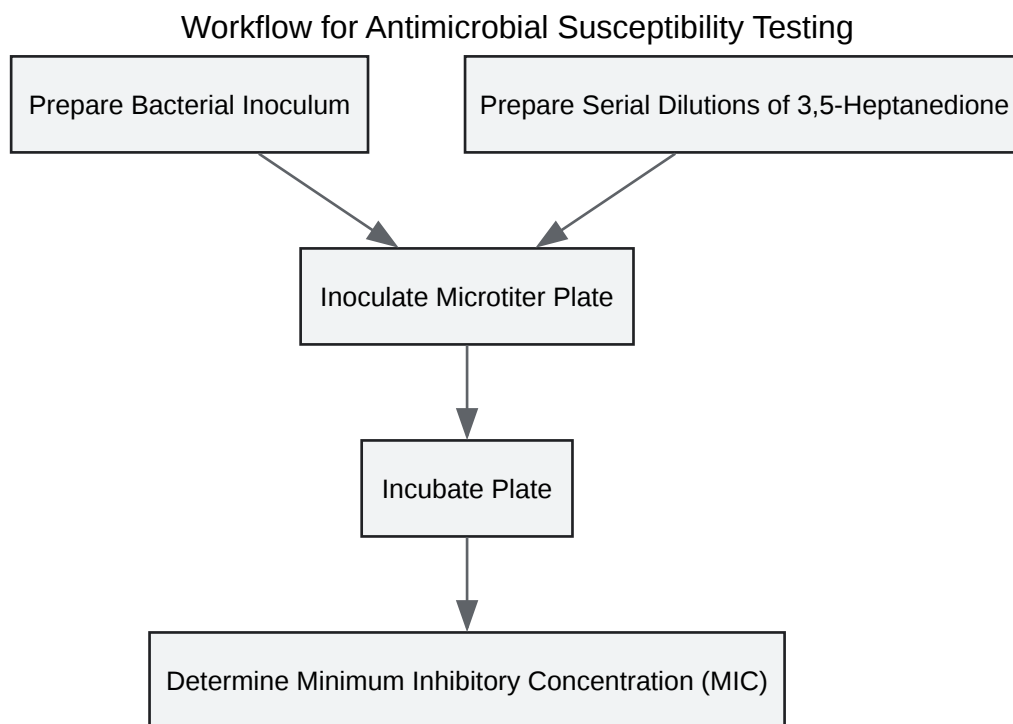 Workflow for Antimicrobial Susceptibility Testing
Prepare Bacterial Inoculum
Prepare Serial Dilutions of 3,5-Heptanedione
Inoculate Microtiter Plate
Incubate Plate
Determine Minimum Inhibitory Concentration (MIC)